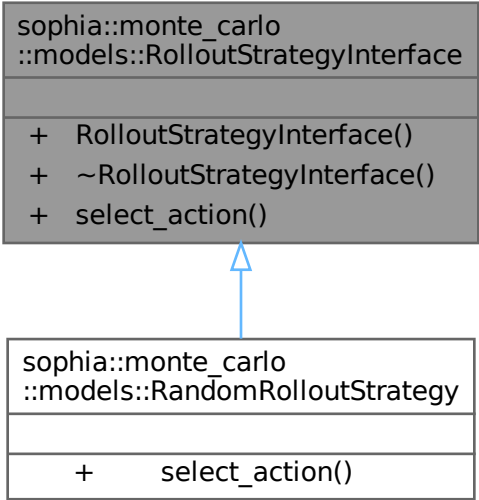 sophia::monte_carlo
::models::RolloutStrategyInterface
+ RolloutStrategyInterface()
+ ~RolloutStrategyInterface()
+ select_action()
sophia::monte_carlo
::models::RandomRolloutStrategy
+ select_action()